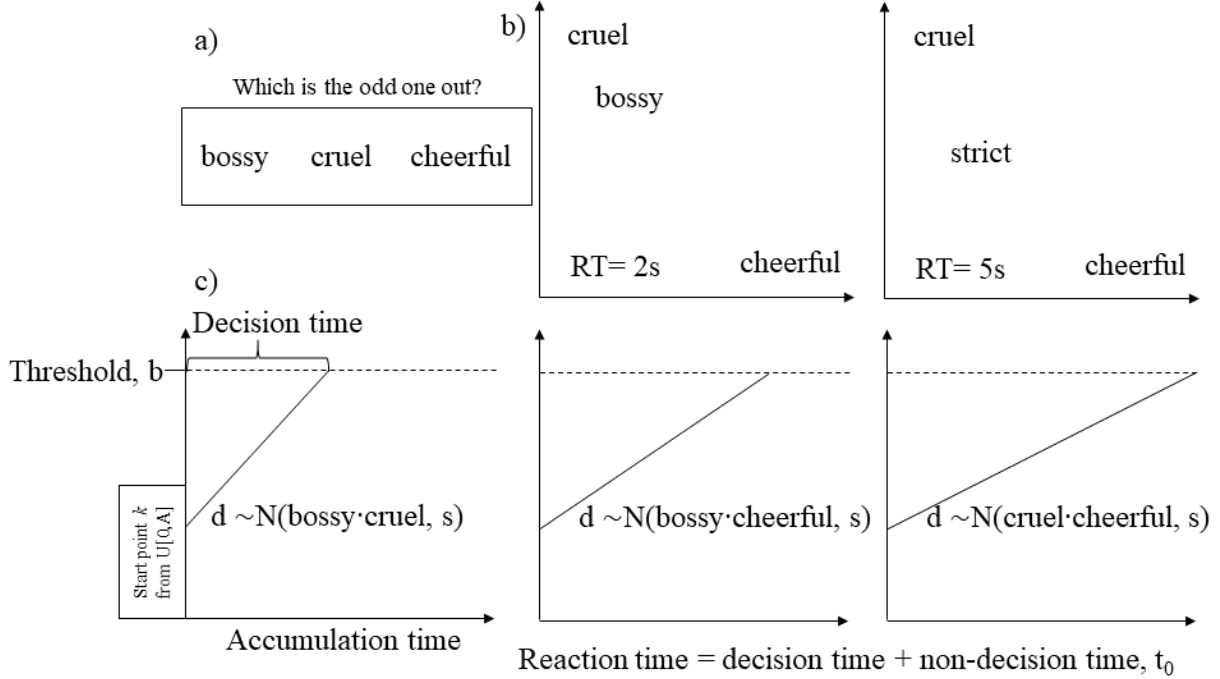 a)
Which is the odd one out?
bossy cruel cheerful
b)
cruel
bossy
RT= 2s cheerful
cruel
strict
RT= 5s cheerful
c)
Decision time
Threshold, b
Start point k
from U[0,A]
d ~N(bossy·cruel, s)
Accumulation time
d ~N(bossy·cheerful, s)
d ~N(cruel·cheerful, s)
Reaction time = decision time + non-decision time, t₀